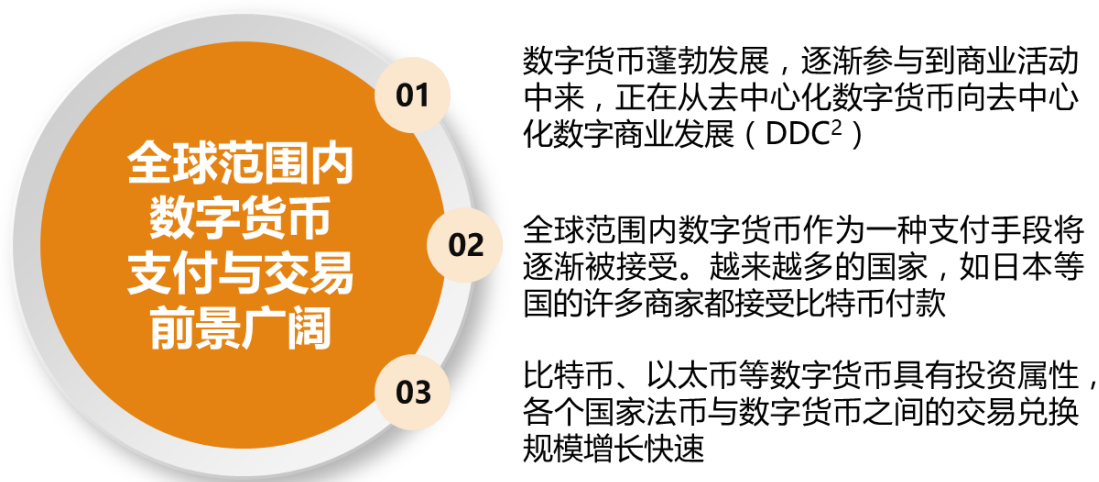 全球范围内
数字货币
支付与交易
前景广阔
01
数字货币蓬勃发展，逐渐参与到商业活动
中来，正在从去中心化数字货币向去中心
化数字商业发展（DDC²）
02
全球范围内数字货币作为一种支付手段将
逐渐被接受。越来越多的国家，如日本等
国的许多商家都接受比特币付款
03
比特币、以太币等数字货币具有投资属性，
各个国家法币与数字货币之间的交易兑换
规模增长快速